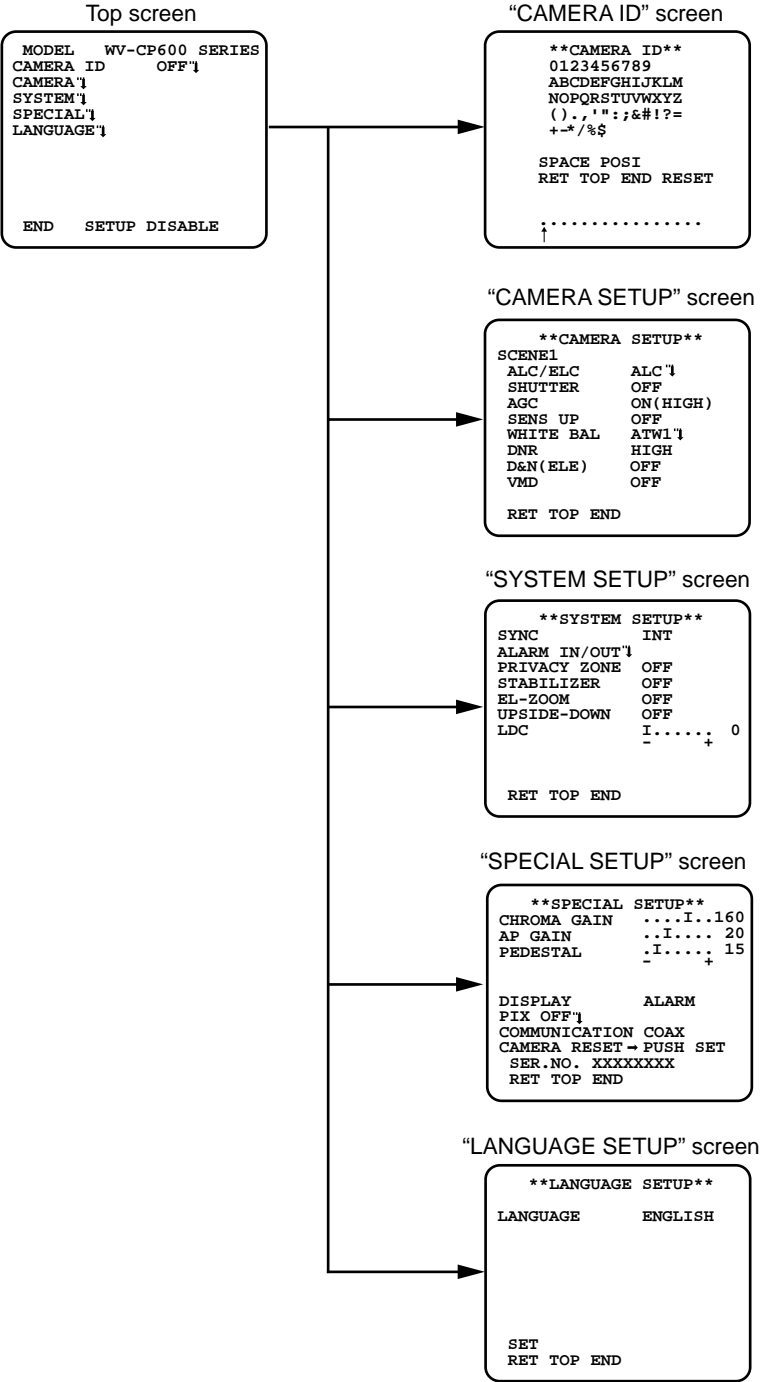 Top screen
MODEL WV-CP600 SERIES
CAMERA ID OFF
CAMERA
SYSTEM
SPECIAL
LANGUAGE
END SETUP DISABLE
“CAMERA ID” screen
**CAMERA ID**
0123456789
ABCDEFGHIJKLM
NOPQRSTUVWXYZ
().,'":;&#!?=
+-*/%$
SPACE POSI
RET TOP END RESET
................
↑
“CAMERA SETUP” screen
**CAMERA SETUP**
SCENE1
ALC/ELC ALC
SHUTTER OFF
AGC ON(HIGH)
SENS UP OFF
WHITE BAL ATW1
DNR HIGH
D&N(ELE) OFF
VMD OFF
RET TOP END
“SYSTEM SETUP” screen
**SYSTEM SETUP**
SYNC INT
ALARM IN/OUT
PRIVACY ZONE OFF
STABILIZER OFF
EL-ZOOM OFF
UPSIDE-DOWN OFF
LDC I...... 0
- +
RET TOP END
“SPECIAL SETUP” screen
**SPECIAL SETUP**
CHROMA GAIN ....I..160
AP GAIN ..I.... 20
PEDESTAL .I..... 15
- +
DISPLAY ALARM
PIX OFF
COMMUNICATION COAX
CAMERA RESET→PUSH SET
SER.NO. XXXXXXXX
RET TOP END
“LANGUAGE SETUP” screen
**LANGUAGE SETUP**
LANGUAGE ENGLISH
SET
RET TOP END